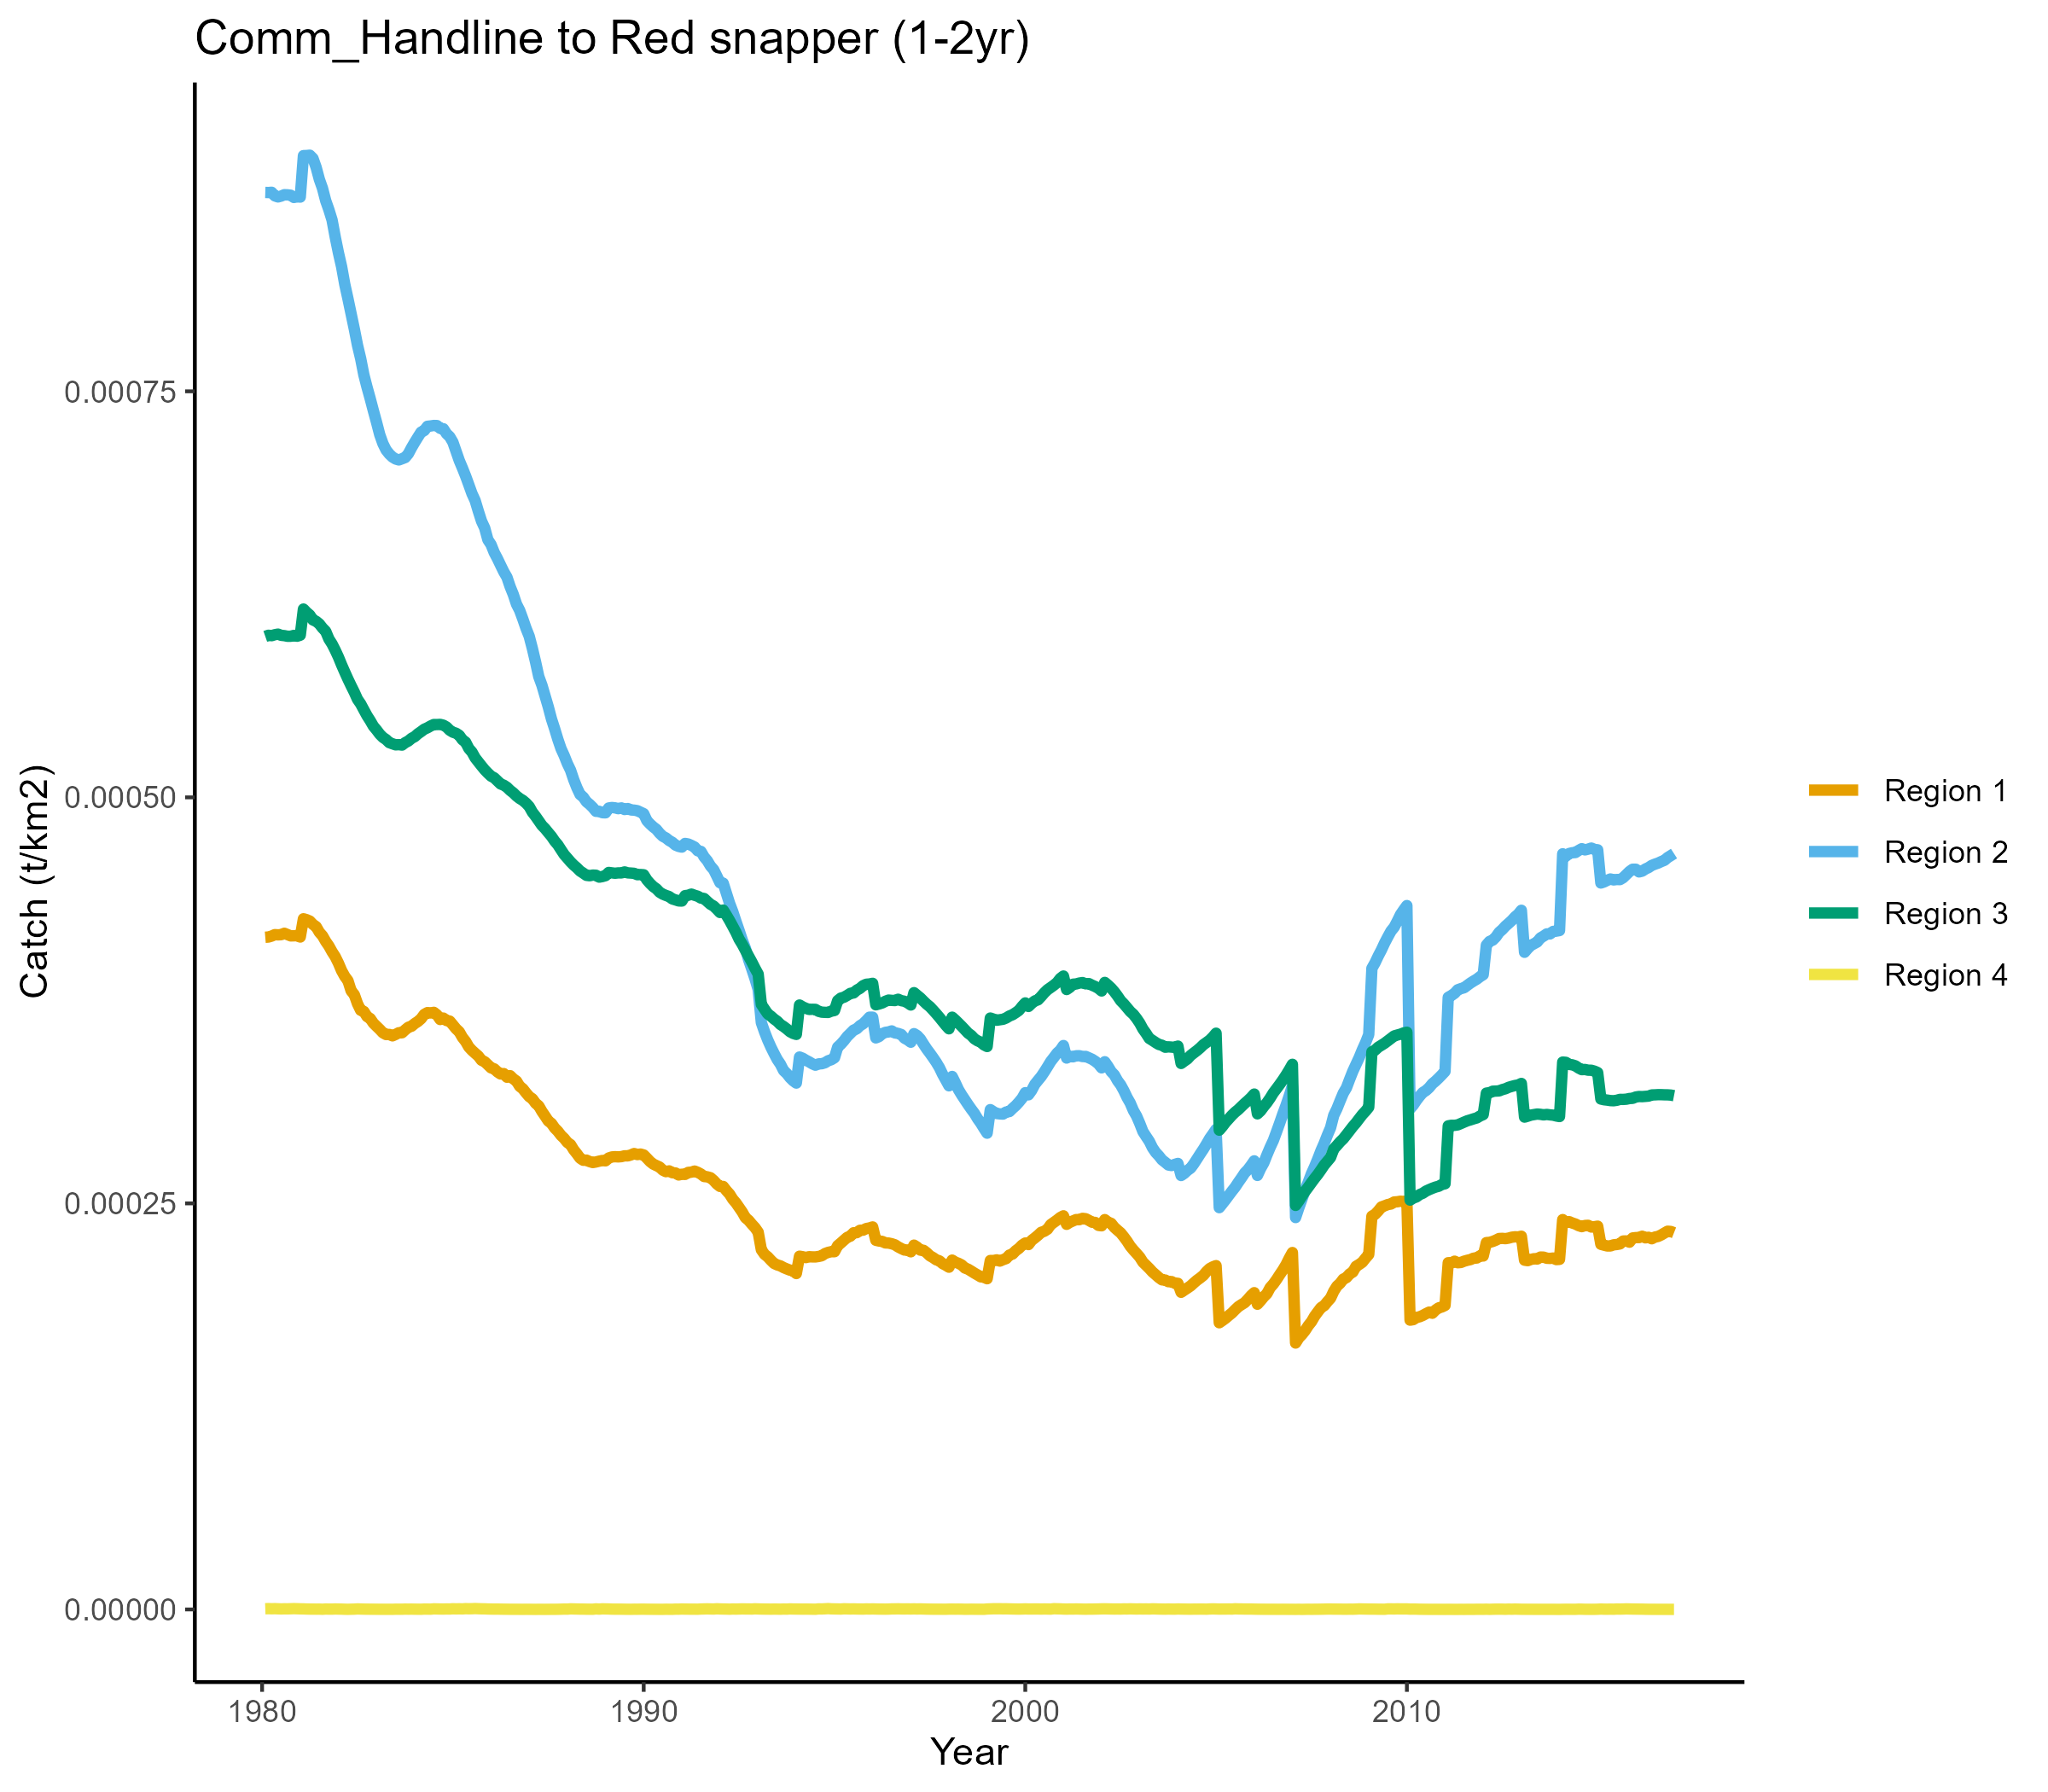 Comm_Handline to Red snapper (1-2yr)
Catch (t/km2)
0.00075
0.00050
0.00025
0.00000
1980
1990
2000
2010
Year
Region 1
Region 2
Region 3
Region 4